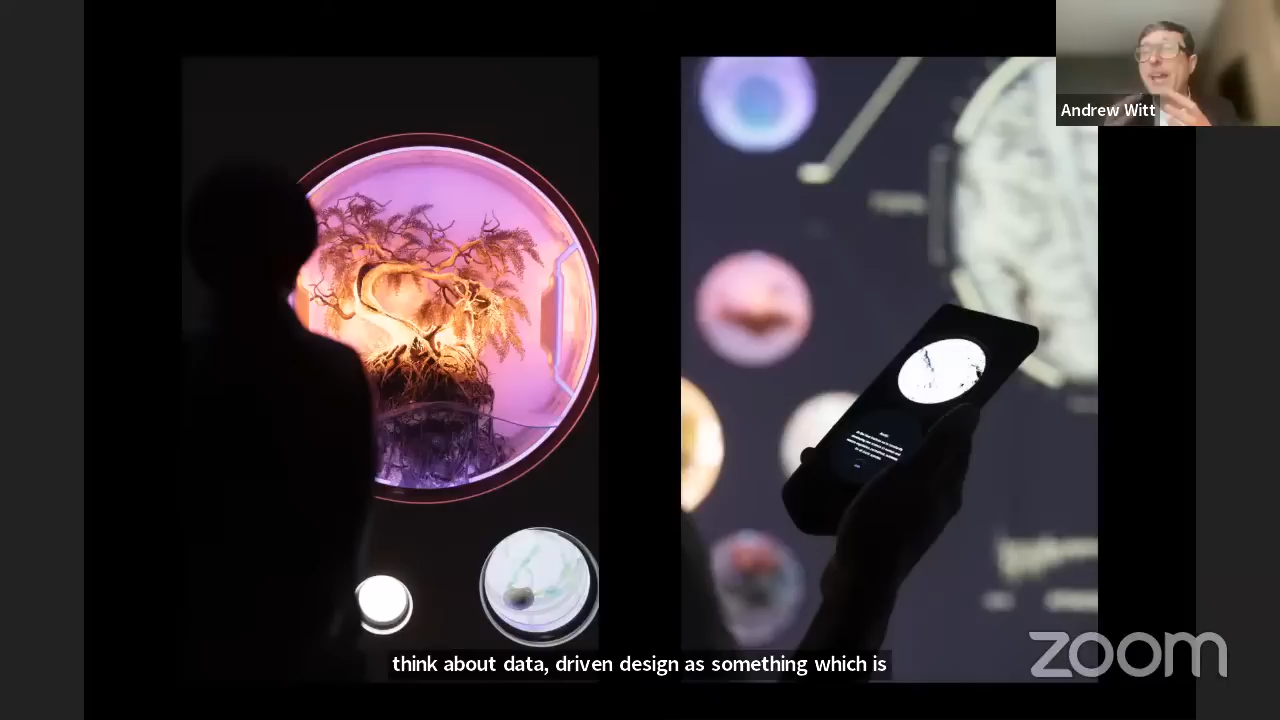 Andrew Witt
think about data, driven design as something which is
zoom